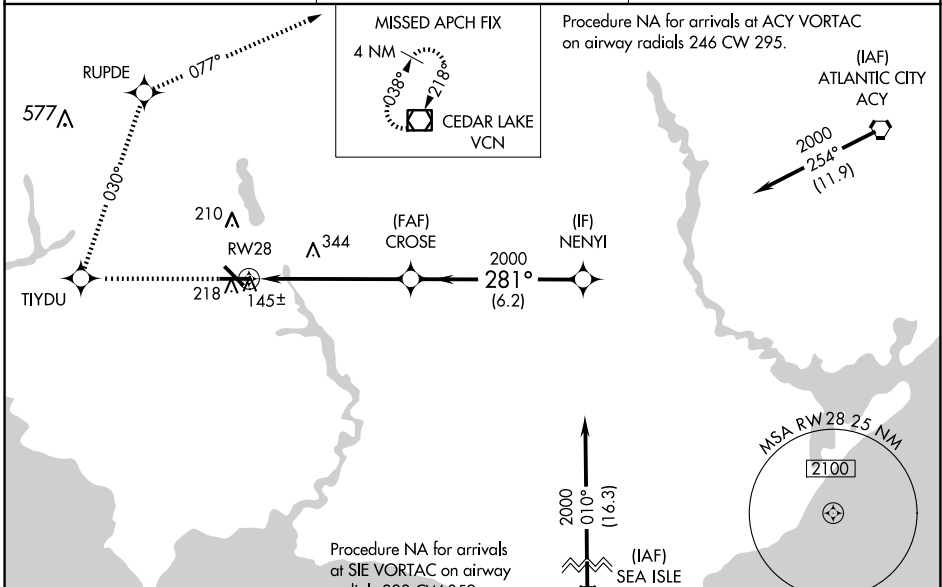 MISSED APCH FIX
4 NM
038°
218°
CEDAR LAKE
VCN
Procedure NA for arrivals at ACY VORTAC
on airway radials 246 CW 295.
(IAF)
ATLANTIC CITY
ACY
2000
254°
(11.9)
RUPDE
077°
577
030°
TIYDU
210
RW28
344
218
145±
(FAF)
CROSE
2000
281°
(6.2)
(IF)
NENYI
MSA RW28 25 NM
2100
2000
010°
(16.3)
(IAF)
SEA ISLE
Procedure NA for arrivals
at SIE VORTAC on airway